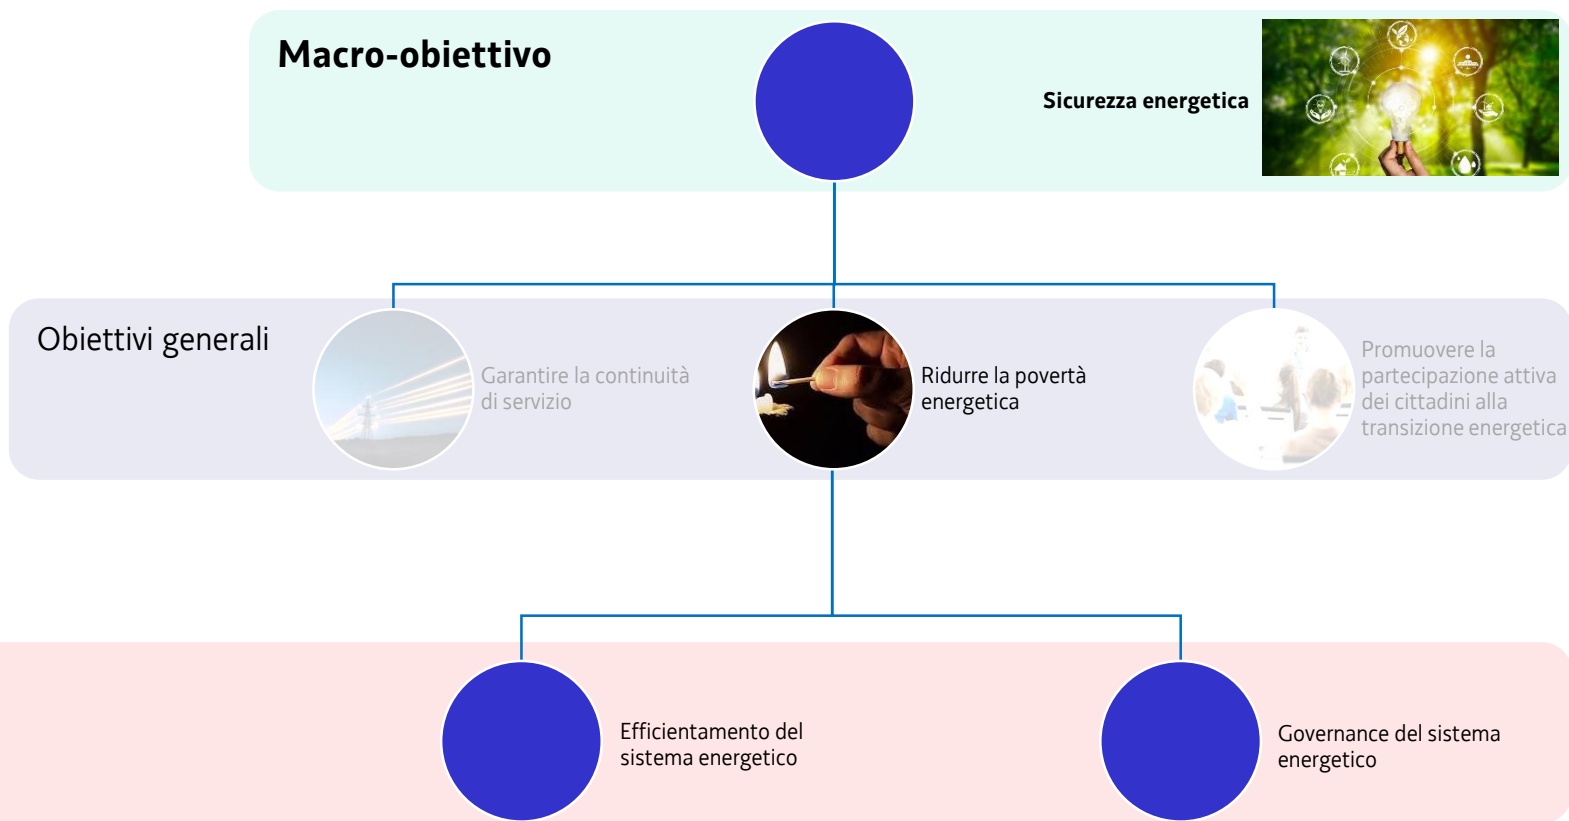 Macro-obiettivo
Sicurezza energetica
Obiettivi generali
Garantire la continuità
di servizio
Ridurre la povertà
energetica
Promuovere la
partecipazione attiva
dei cittadini alla
transizione energetica
Efficientamento del
sistema energetico
Governance del sistema
energetico